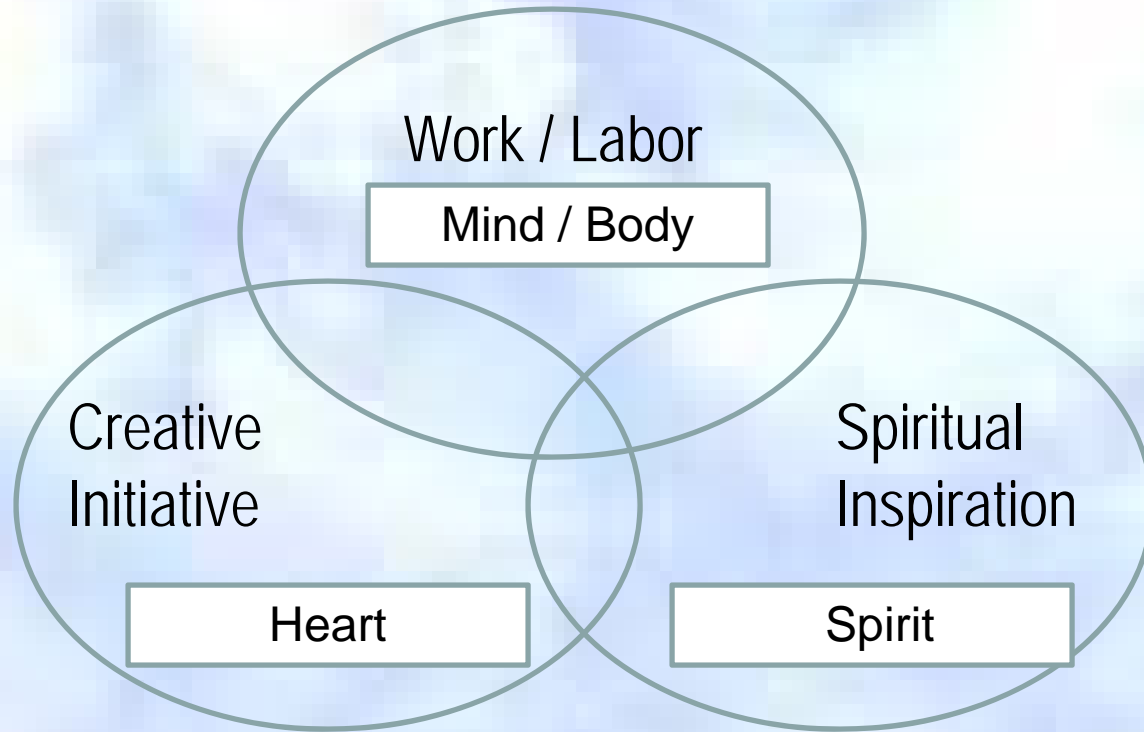 Work / Labor
Mind / Body
Creative
Initiative
Heart
Spiritual
Inspiration
Spirit